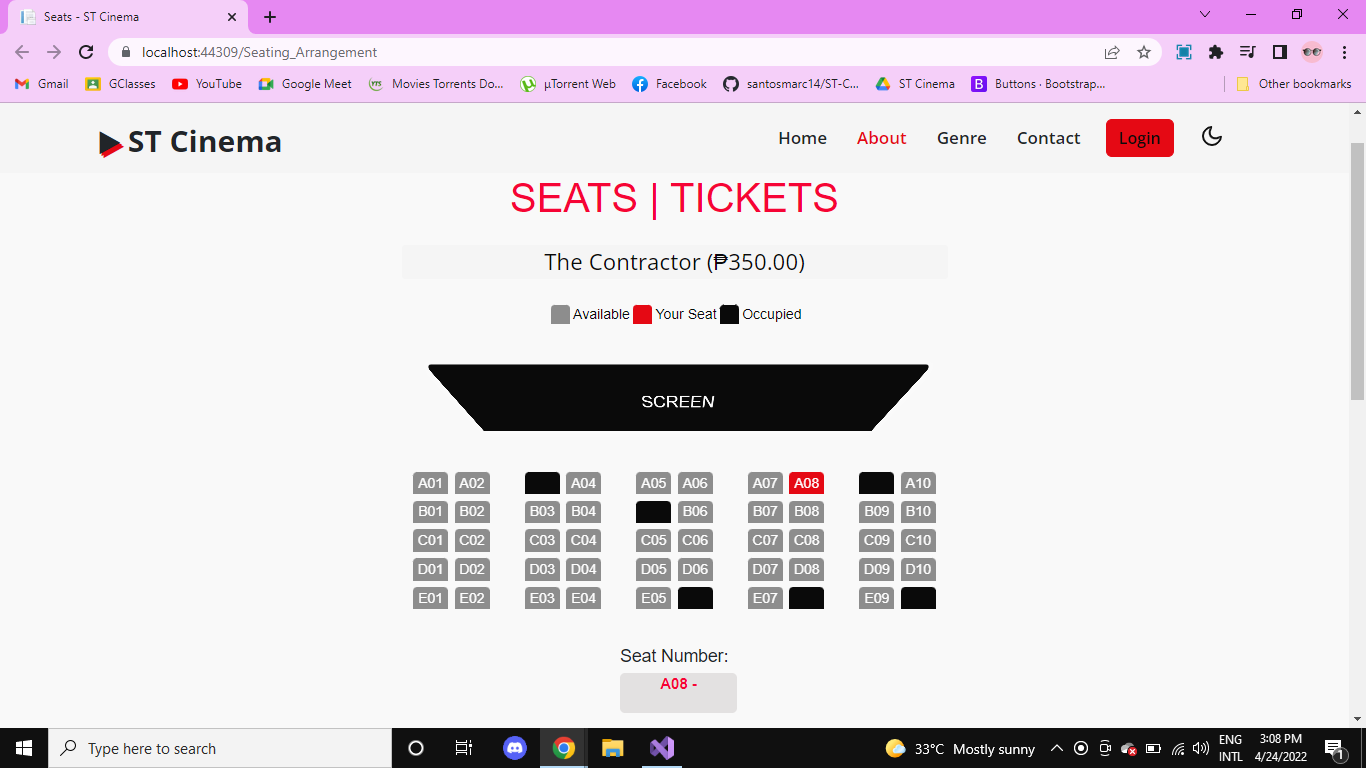 Seats - ST Cinema
localhost:44309/Seating_Arrangement
Gmail GClasses YouTube Google Meet Movies Torrents Do... µTorrent Web Facebook santosmarc14/ST-C... ST Cinema Buttons · Bootstrap... Other bookmarks
ST Cinema Home About Genre Contact Login
SEATS | TICKETS
The Contractor (₱350.00)
Available Your Seat Occupied
SCREEN
A01 A02 A04 A05 A06 A07 A08 A10
B01 B02 B03 B04 B06 B07 B08 B09 B10
C01 C02 C03 C04 C05 C06 C07 C08 C09 C10
D01 D02 D03 D04 D05 D06 D07 D08 D09 D10
E01 E02 E03 E04 E05 E07 E09
Seat Number:
A08 -
Type here to search
33°C Mostly sunny
ENG
INTL
3:08 PM
4/24/2022
1